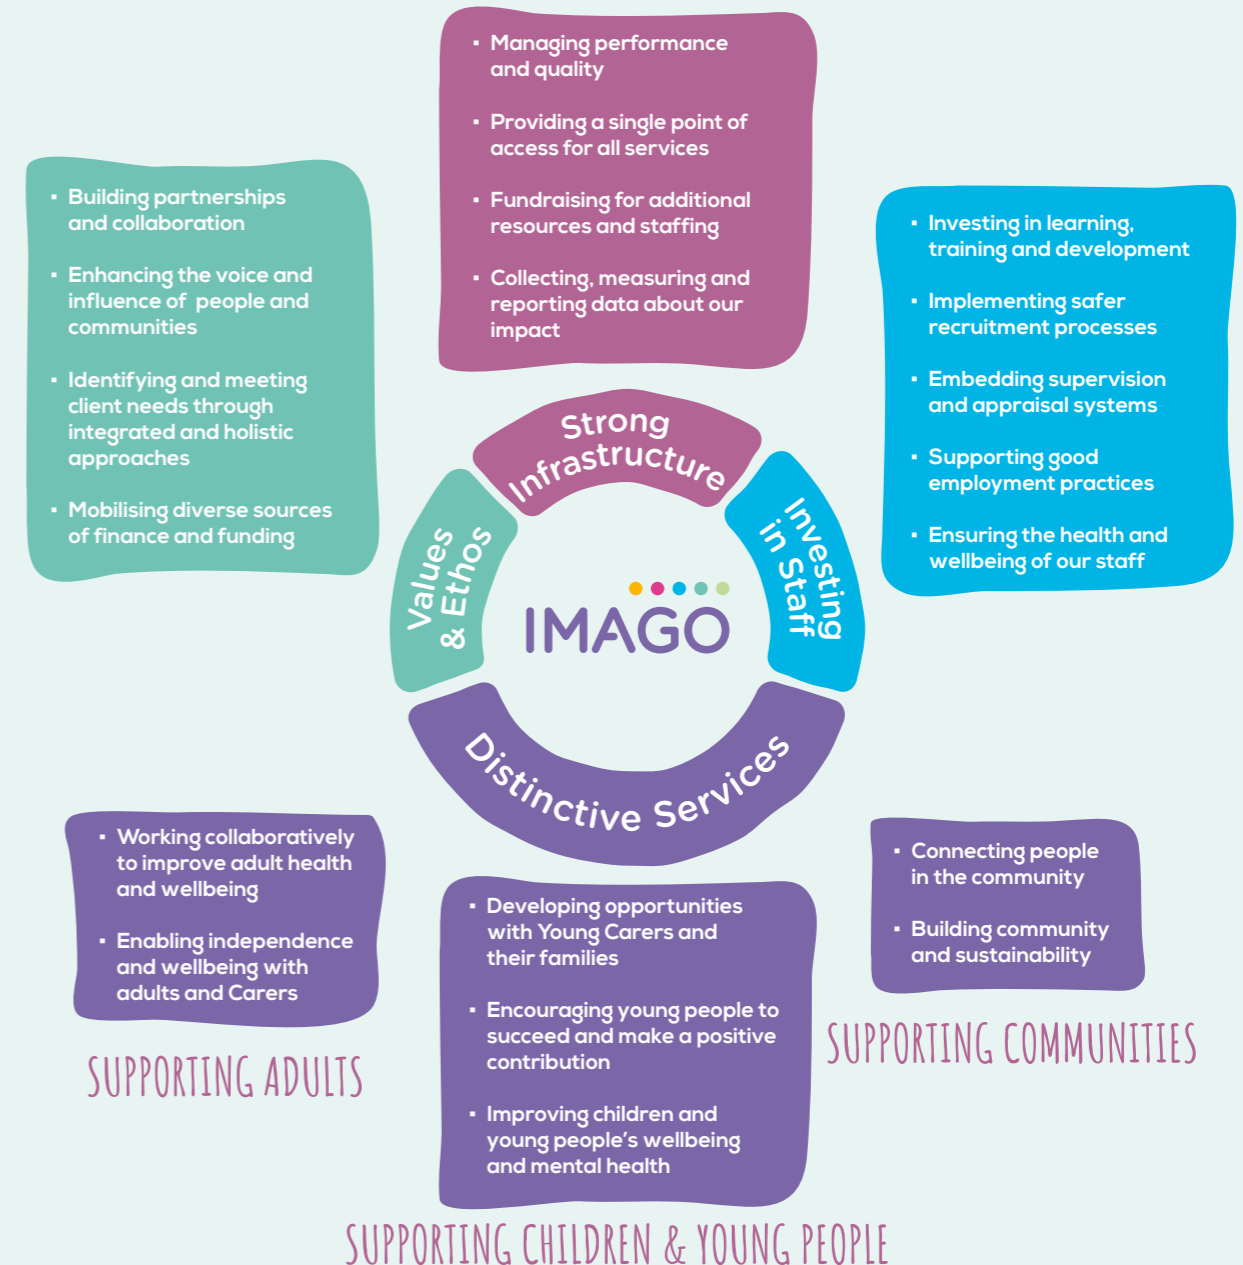 ▪ Managing performance
and quality
▪ Providing a single point of
access for all services
▪ Fundraising for additional
resources and staffing
▪ Collecting, measuring and
reporting data about our
impact
▪ Building partnerships
and collaboration
▪ Enhancing the voice and
influence of people and
communities
▪ Identifying and meeting
client needs through
integrated and holistic
approaches
▪ Mobilising diverse sources
of finance and funding
▪ Investing in learning,
training and development
▪ Implementing safer
recruitment processes
▪ Embedding supervision
and appraisal systems
▪ Supporting good
employment practices
▪ Ensuring the health and
wellbeing of our staff
Strong
Infrastructure
Values
& Ethos
Investing
in Staff
IMAGO
Distinctive Services
▪ Working collaboratively
to improve adult health
and wellbeing
▪ Enabling independence
and wellbeing with
adults and Carers
SUPPORTING ADULTS
▪ Developing opportunities
with Young Carers and
their families
▪ Encouraging young people to
succeed and make a positive
contribution
▪ Improving children and
young people's wellbeing
and mental health
SUPPORTING CHILDREN & YOUNG PEOPLE
▪ Connecting people
in the community
▪ Building community
and sustainability
SUPPORTING COMMUNITIES